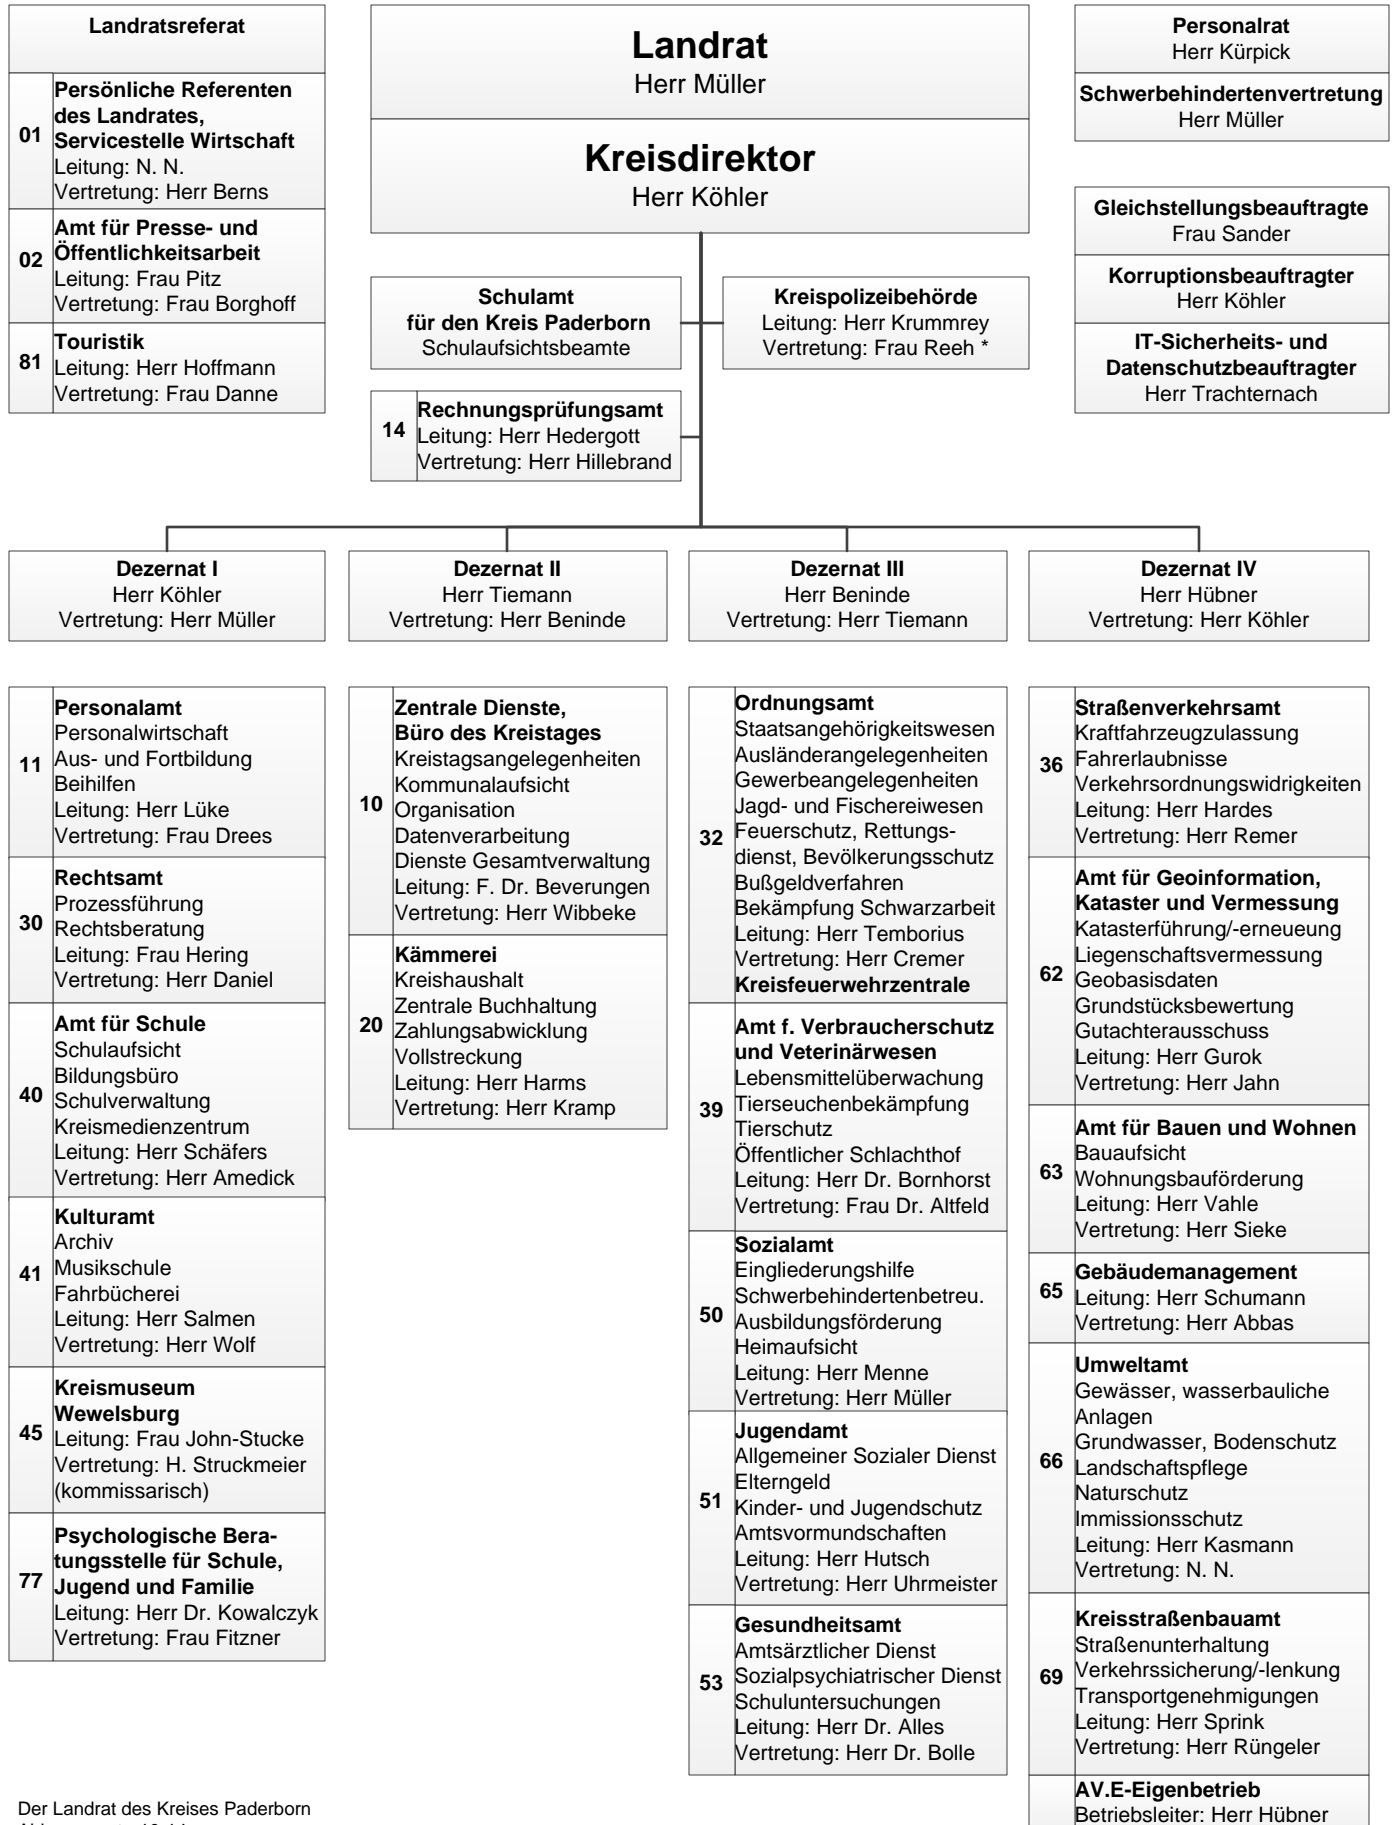 Landratsreferat
01
Persönliche Referenten
des Landrates,
Servicestelle Wirtschaft
Leitung: N. N.
Vertretung: Herr Berns
02
Amt für Presse- und
Öffentlichkeitsarbeit
Leitung: Frau Pitz
Vertretung: Frau Borghoff
81
Touristik
Leitung: Herr Hoffmann
Vertretung: Frau Danne
Landrat
Herr Müller
Kreisdirektor
Herr Köhler
Personalrat
Herr Kürpick
Schwerbehindertenvertretung
Herr Müller
Gleichstellungsbeauftragte
Frau Sander
Korruptionsbeauftragter
Herr Köhler
IT-Sicherheits- und
Datenschutzbeauftragter
Herr Trachternach
Schulamt
für den Kreis Paderborn
Schulaufsichtsbeamte
Kreispolizeibehörde
Leitung: Herr Krummrey
Vertretung: Frau Reeh *
14
Rechnungsprüfungsamt
Leitung: Herr Hedergott
Vertretung: Herr Hillebrand
Dezernat I
Herr Köhler
Vertretung: Herr Müller
Dezernat II
Herr Tiemann
Vertretung: Herr Beninde
Dezernat III
Herr Beninde
Vertretung: Herr Tiemann
Dezernat IV
Herr Hübner
Vertretung: Herr Köhler
11
Personalamt
Personalwirtschaft
Aus- und Fortbildung
Beihilfen
Leitung: Herr Lüke
Vertretung: Frau Drees
30
Rechtsamt
Prozessführung
Rechtsberatung
Leitung: Frau Hering
Vertretung: Herr Daniel
40
Amt für Schule
Schulaufsicht
Bildungsbüro
Schulverwaltung
Kreismedienzentrum
Leitung: Herr Schäfers
Vertretung: Herr Amedick
41
Kulturamt
Archiv
Musikschule
Fahrbücherei
Leitung: Herr Salmen
Vertretung: Herr Wolf
45
Kreismuseum
Wewelsburg
Leitung: Frau John-Stucke
Vertretung: H. Struckmeier
(kommissarisch)
77
Psychologische Bera-
tungsstelle für Schule,
Jugend und Familie
Leitung: Herr Dr. Kowalczyk
Vertretung: Frau Fitzner
10
Zentrale Dienste,
Büro des Kreistages
Kreistagsangelegenheiten
Kommunalaufsicht
Organisation
Datenverarbeitung
Dienste Gesamtverwaltung
Leitung: F. Dr. Beverungen
Vertretung: Herr Wibbeke
20
Kämmerei
Kreishaushalt
Zentrale Buchhaltung
Zahlungsabwicklung
Vollstreckung
Leitung: Herr Harms
Vertretung: Herr Kramp
32
Ordnungsamt
Staatsangehörigkeitswesen
Ausländerangelegenheiten
Gewerbeangelegenheiten
Jagd- und Fischereiwesen
Feuerschutz, Rettungs-
dienst, Bevölkerungsschutz
Bußgeldverfahren
Bekämpfung Schwarzarbeit
Leitung: Herr Temborius
Vertretung: Herr Cremer
Kreisfeuerwehrzentrale
39
Amt f. Verbraucherschutz
und Veterinärwesen
Lebensmittelüberwachung
Tierseuchenbekämpfung
Tierschutz
Öffentlicher Schlachthof
Leitung: Herr Dr. Bornhorst
Vertretung: Frau Dr. Altfeld
50
Sozialamt
Eingliederungshilfe
Schwerbehindertenbetreu.
Ausbildungsförderung
Heimaufsicht
Leitung: Herr Menne
Vertretung: Herr Müller
51
Jugendamt
Allgemeiner Sozialer Dienst
Elterngeld
Kinder- und Jugendschutz
Amtsvormundschaften
Leitung: Herr Hutsch
Vertretung: Herr Uhrmeister
53
Gesundheitsamt
Amtsärztlicher Dienst
Sozialpsychiatrischer Dienst
Schuluntersuchungen
Leitung: Herr Dr. Alles
Vertretung: Herr Dr. Bolle
36
Straßenverkehrsamt
Kraftfahrzeugzulassung
Fahrerlaubnisse
Verkehrsordnungswidrigkeiten
Leitung: Herr Hardes
Vertretung: Herr Remer
62
Amt für Geoinformation,
Kataster und Vermessung
Katasterführung/-erneueung
Liegenschaftsvermessung
Geobasisdaten
Grundstücksbewertung
Gutachterausschuss
Leitung: Herr Gurok
Vertretung: Herr Jahn
63
Amt für Bauen und Wohnen
Bauaufsicht
Wohnungsbauförderung
Leitung: Herr Vahle
Vertretung: Herr Sieke
65
Gebäudemanagement
Leitung: Herr Schumann
Vertretung: Herr Abbas
66
Umweltamt
Gewässer, wasserbauliche
Anlagen
Grundwasser, Bodenschutz
Landschaftspflege
Naturschutz
Immissionsschutz
Leitung: Herr Kasmann
Vertretung: N. N.
69
Kreisstraßenbauamt
Straßenunterhaltung
Verkehrssicherung/-lenkung
Transportgenehmigungen
Leitung: Herr Sprink
Vertretung: Herr Rüngeler
AV.E-Eigenbetrieb
Betriebsleiter: Herr Hübner
Der Landrat des Kreises Paderborn